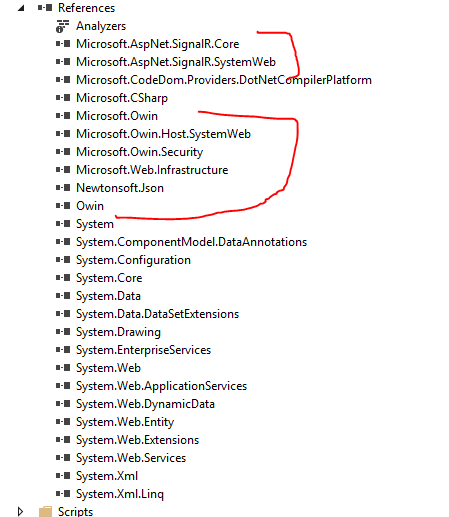 References
Analyzers
Microsoft.AspNet.SignalR.Core
Microsoft.AspNet.SignalR.SystemWeb
Microsoft.CodeDom.Providers.DotNetCompilerPlatform
Microsoft.CSharp
Microsoft.Owin
Microsoft.Owin.Host.SystemWeb
Microsoft.Owin.Security
Microsoft.Web.Infrastructure
Newtonsoft.Json
Owin
System
System.ComponentModel.DataAnnotations
System.Configuration
System.Core
System.Data
System.Data.DataSetExtensions
System.Drawing
System.EnterpriseServices
System.Web
System.Web.ApplicationServices
System.Web.DynamicData
System.Web.Entity
System.Web.Extensions
System.Web.Services
System.Xml
System.Xml.Linq
Scripts